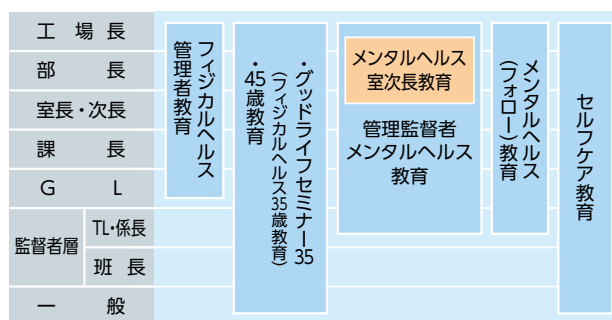 工場長
部長
室長・次長
課長
GL
監督者層
TL・係長
班長
一般
フィジカルヘルス
管理者教育
・グッドライフセミナー35
(フィジカルヘルス35歳教育)
・45歳教育
メンタルヘルス
室次長教育
管理監督者
メンタルヘルス
教育
メンタルヘルス
(フォロー)教育
セルフケア教育